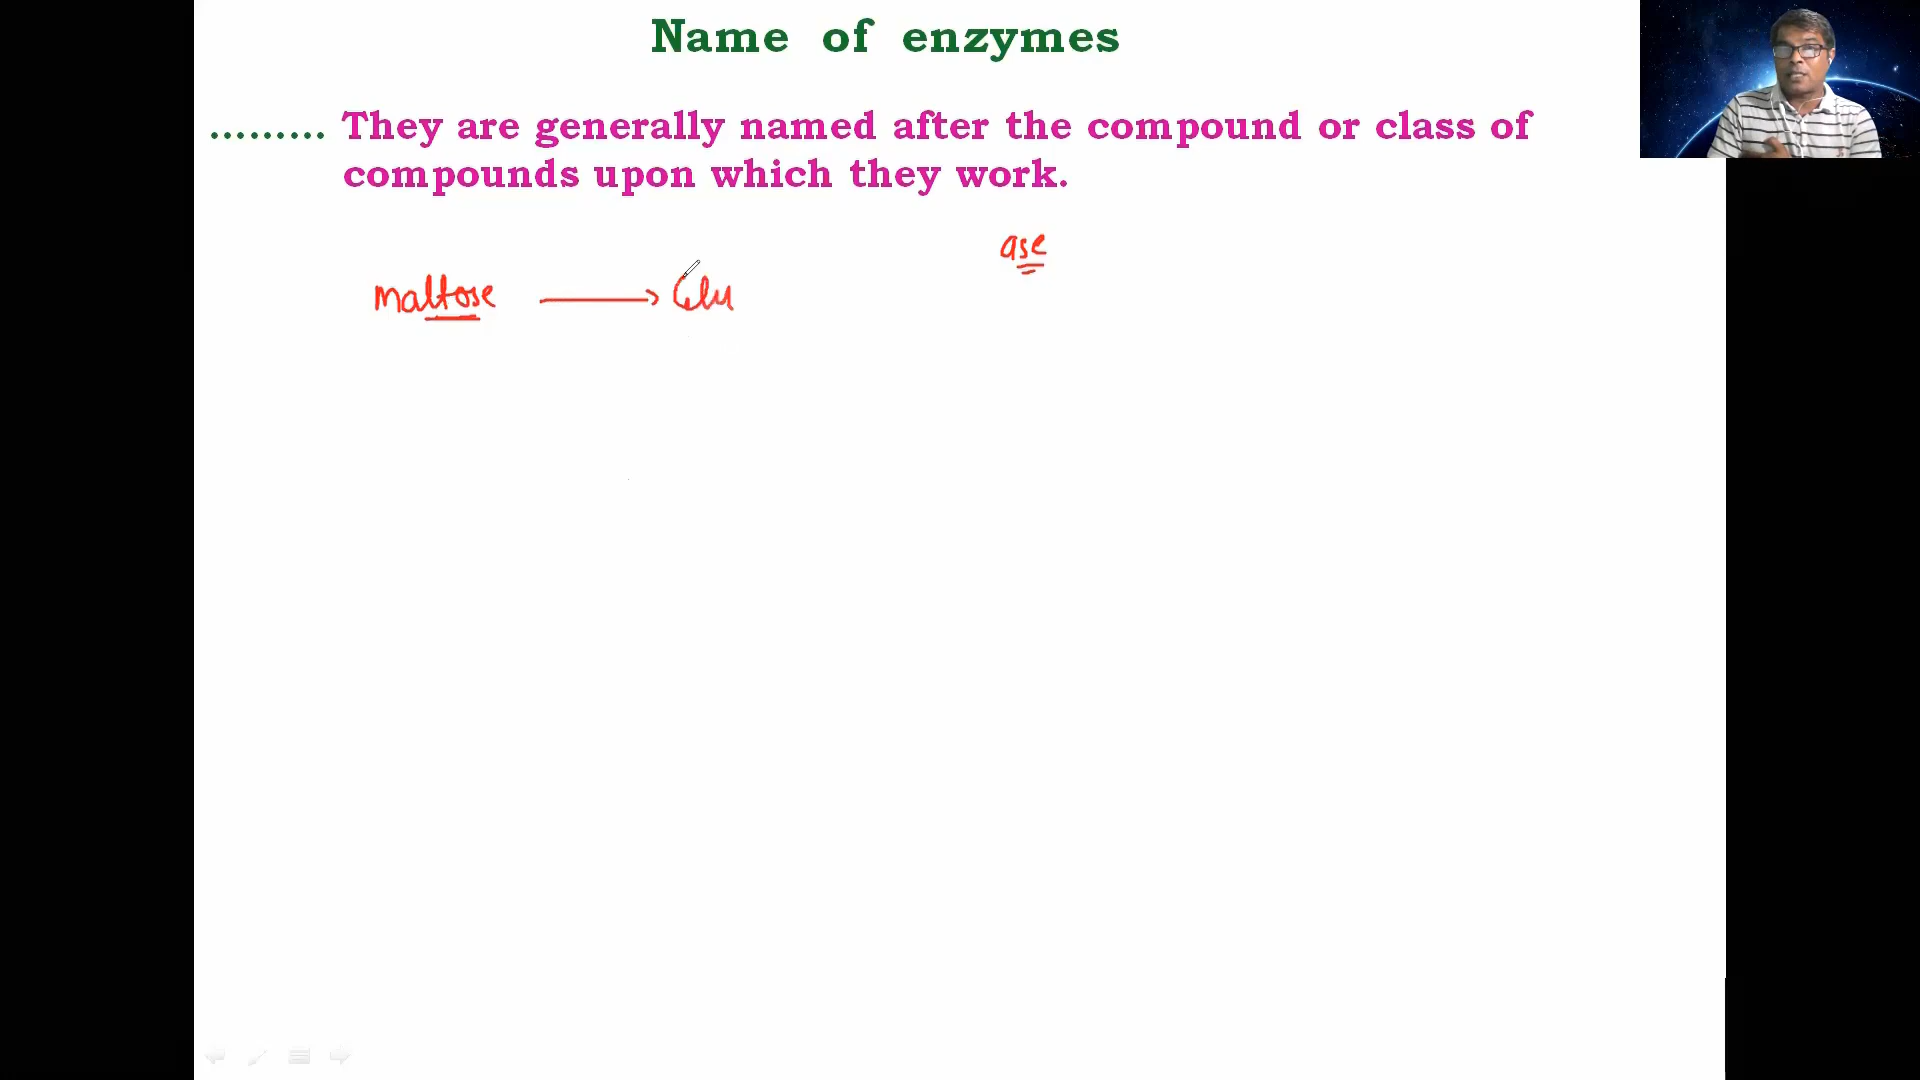 Name of enzymes
......... They are generally named after the compound or class of
compounds upon which they work.
ase
maltose → Glu